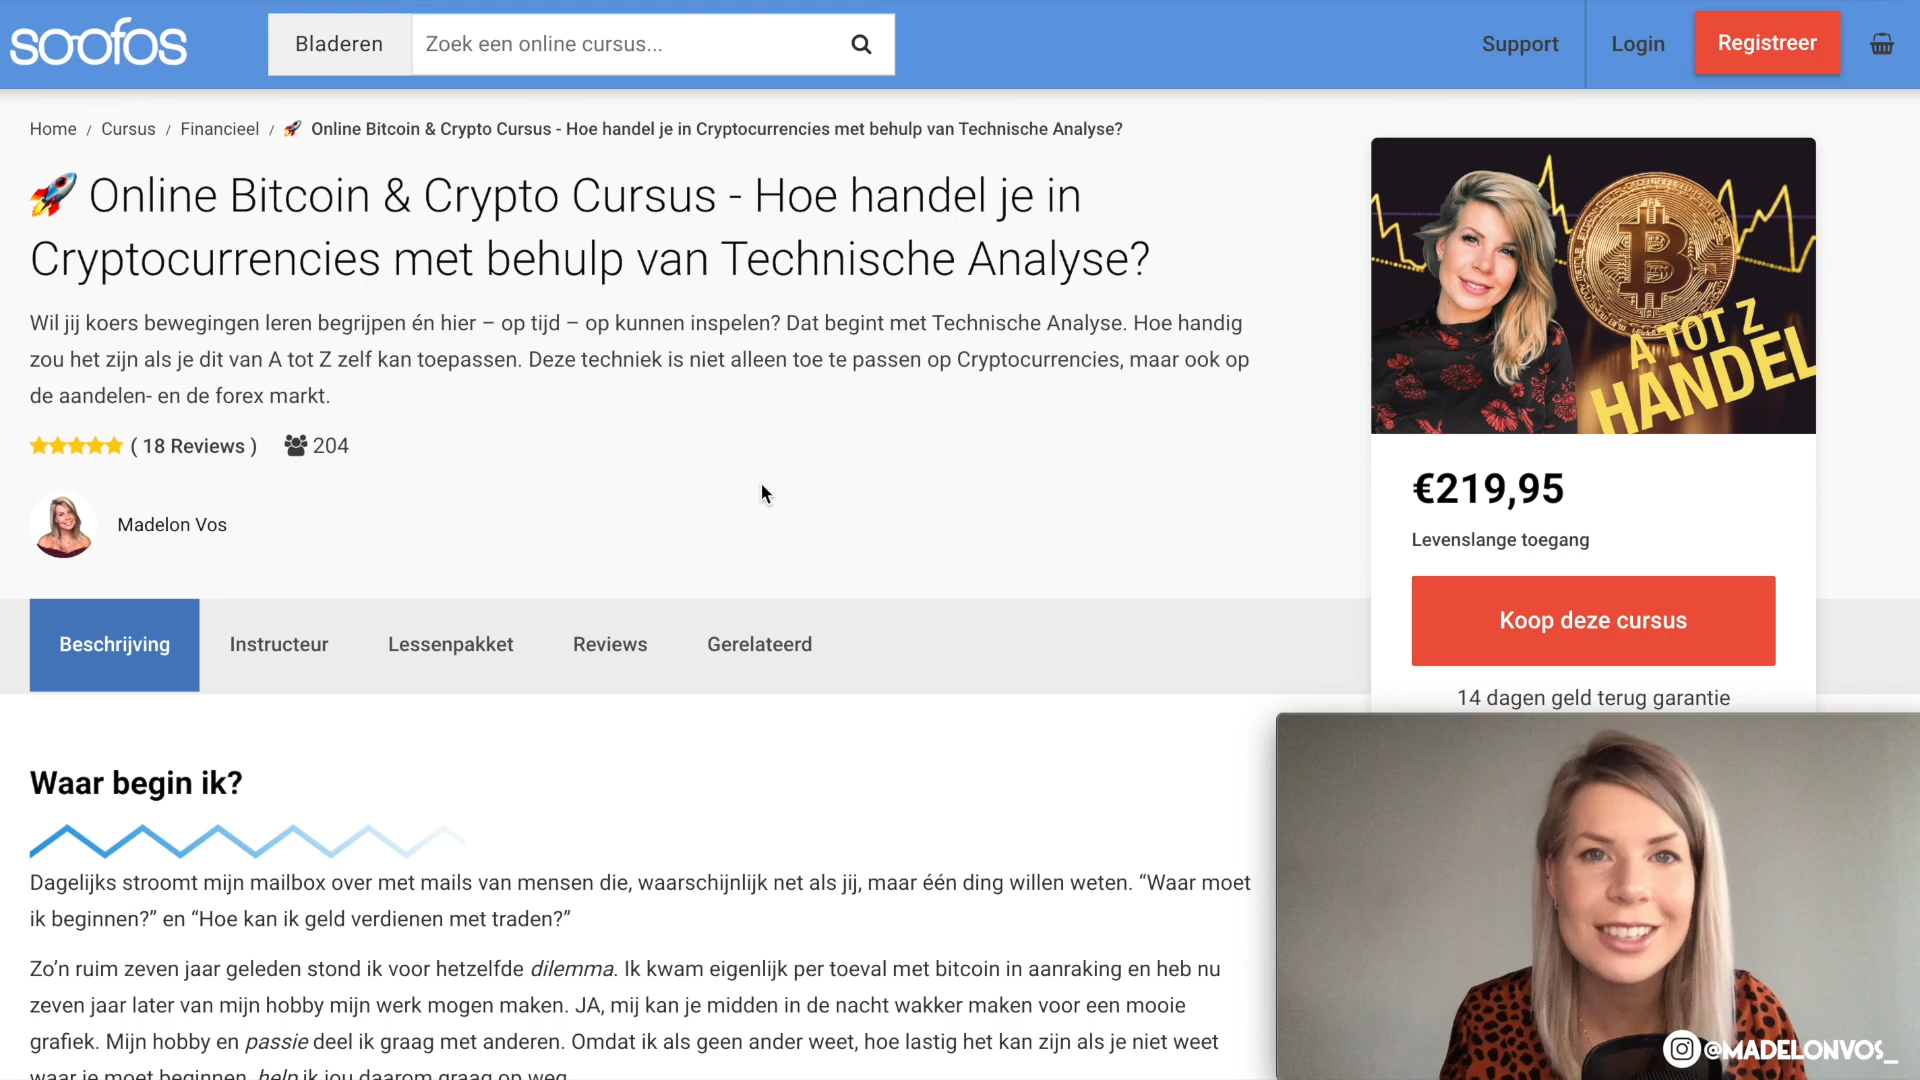 soofos
Bladeren
Zoek een online cursus...
Support
Login
Registreer
Home / Cursus / Financieel / 🚀 Online Bitcoin & Crypto Cursus - Hoe handel je in Cryptocurrencies met behulp van Technische Analyse?
🚀 Online Bitcoin & Crypto Cursus - Hoe handel je in
Cryptocurrencies met behulp van Technische Analyse?
Wil jij koers bewegingen leren begrijpen én hier – op tijd – op kunnen inspelen? Dat begint met Technische Analyse. Hoe handig
zou het zijn als je dit van A tot Z zelf kan toepassen. Deze techniek is niet alleen toe te passen op Cryptocurrencies, maar ook op
de aandelen- en de forex markt.
( 18 Reviews ) 204
Madelon Vos
A TOT Z
HANDEL
€219,95
Levenslange toegang
Koop deze cursus
14 dagen geld terug garantie
Beschrijving
Instructeur
Lessenpakket
Reviews
Gerelateerd
Waar begin ik?
Dagelijks stroomt mijn mailbox over met mails van mensen die, waarschijnlijk net als jij, maar één ding willen weten. “Waar moet
ik beginnen?” en “Hoe kan ik geld verdienen met traden?”
Zo’n ruim zeven jaar geleden stond ik voor hetzelfde dilemma. Ik kwam eigenlijk per toeval met bitcoin in aanraking en heb nu
zeven jaar later van mijn hobby mijn werk mogen maken. JA, mij kan je midden in de nacht wakker maken voor een mooie
grafiek. Mijn hobby en passie deel ik graag met anderen. Omdat ik als geen ander weet, hoe lastig het kan zijn als je niet weet
waar je moet beginnen, help ik jou daarom graag op weg.
@MADELONVOS_